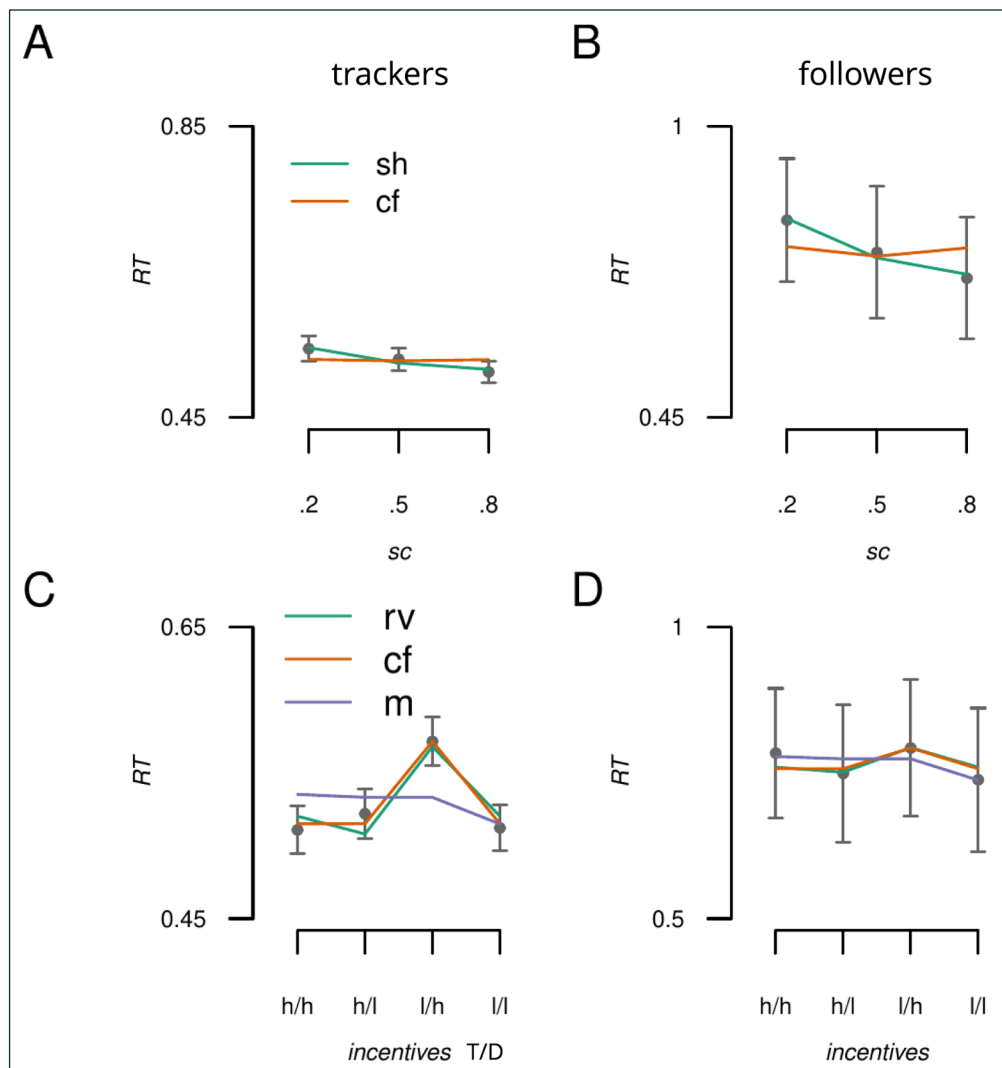 A
trackers
0.85
sh
cf
RT
0.45
.2 .5 .8
sc
B
followers
1
RT
0.45
.2 .5 .8
sc
C
rv
0.65
cf
m
RT
0.45
h/h h/l l/h l/l
incentives T/D
D
1
RT
0.5
h/h h/l l/h l/l
incentives